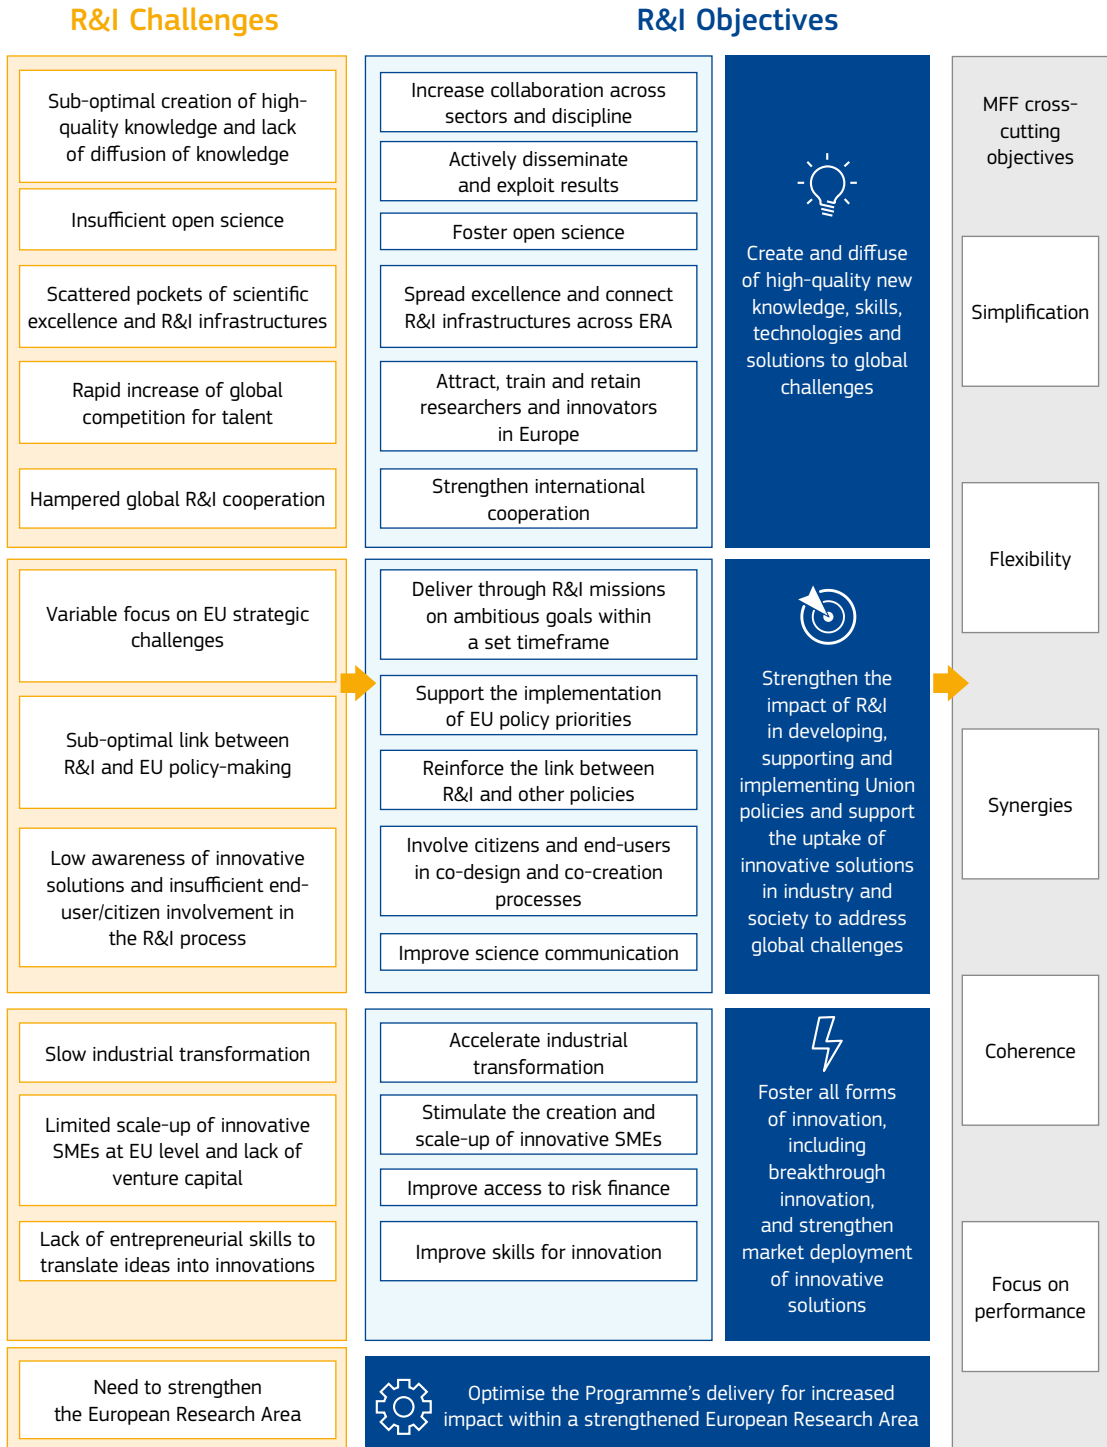 R&I Challenges
R&I Objectives
Sub-optimal creation of high-
quality knowledge and lack
of diffusion of knowledge
Insufficient open science
Scattered pockets of scientific
excellence and R&I infrastructures
Rapid increase of global
competition for talent
Hampered global R&I cooperation
Increase collaboration across
sectors and discipline
Actively disseminate
and exploit results
Foster open science
Spread excellence and connect
R&I infrastructures across ERA
Attract, train and retain
researchers and innovators
in Europe
Strengthen international
cooperation
Create and diffuse
of high-quality new
knowledge, skills,
technologies and
solutions to global
challenges
Variable focus on EU strategic
challenges
Sub-optimal link between
R&I and EU policy-making
Low awareness of innovative
solutions and insufficient end-
user/citizen involvement in
the R&I process
Deliver through R&I missions
on ambitious goals within
a set timeframe
Support the implementation
of EU policy priorities
Reinforce the link between
R&I and other policies
Involve citizens and end-users
in co-design and co-creation
processes
Improve science communication
Strengthen the
impact of R&I
in developing,
supporting and
implementing Union
policies and support
the uptake of
innovative solutions
in industry and
society to address
global challenges
Slow industrial transformation
Limited scale-up of innovative
SMEs at EU level and lack of
venture capital
Lack of entrepreneurial skills to
translate ideas into innovations
Accelerate industrial
transformation
Stimulate the creation and
scale-up of innovative SMEs
Improve access to risk finance
Improve skills for innovation
Foster all forms
of innovation,
including
breakthrough
innovation,
and strengthen
market deployment
of innovative
solutions
Need to strengthen
the European Research Area
Optimise the Programme's delivery for increased
impact within a strengthened European Research Area
MFF cross-
cutting
objectives
Simplification
Flexibility
Synergies
Coherence
Focus on
performance